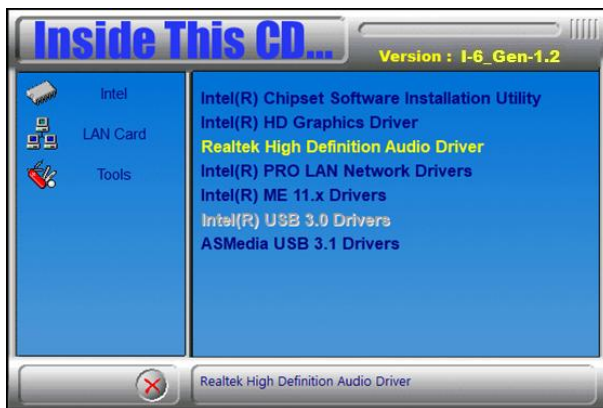 Inside This CD...
Version : I-6_Gen-1.2
Intel
LAN Card
Tools
Intel(R) Chipset Software Installation Utility
Intel(R) HD Graphics Driver
Realtek High Definition Audio Driver
Intel(R) PRO LAN Network Drivers
Intel(R) ME 11.x Drivers
Intel(R) USB 3.0 Drivers
ASMedia USB 3.1 Drivers
Realtek High Definition Audio Driver